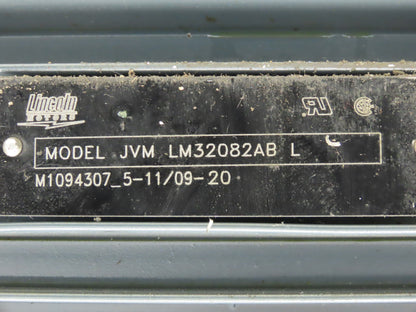 Lincoln
MOTORS
MODEL JVM LM32082AB L
M1094307_5-11/09-20